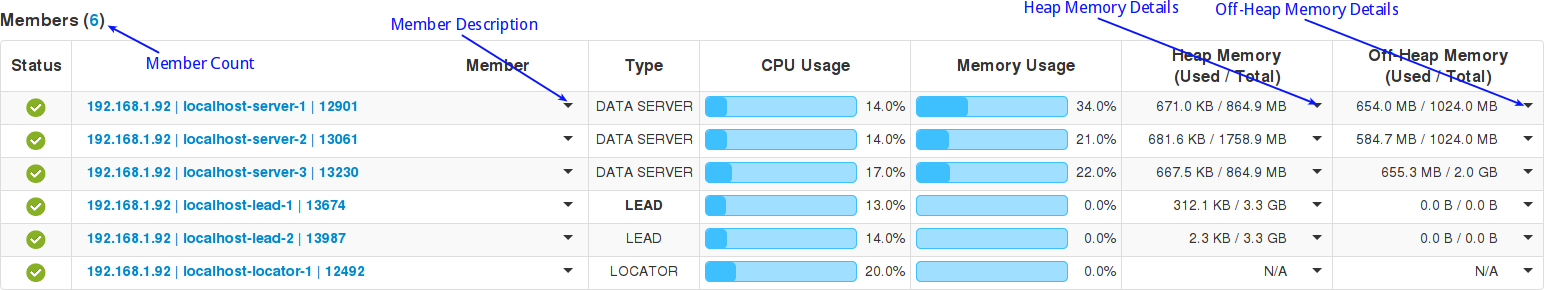 Heap Memory Details
Off-Heap Memory Details
Members (6)
Member Description
Member Count
Status Member Type CPU Usage Memory Usage Heap Memory (Used / Total) Off-Heap Memory (Used / Total)
192.168.1.92 | localhost-server-1 | 12901 DATA SERVER 14.0% 34.0% 671.0 KB / 864.9 MB 654.0 MB / 1024.0 MB
192.168.1.92 | localhost-server-2 | 13061 DATA SERVER 14.0% 21.0% 681.6 KB / 1758.9 MB 584.7 MB / 1024.0 MB
192.168.1.92 | localhost-server-3 | 13230 DATA SERVER 17.0% 22.0% 667.5 KB / 864.9 MB 655.3 MB / 2.0 GB
192.168.1.92 | localhost-lead-1 | 13674 LEAD 13.0% 0.0% 312.1 KB / 3.3 GB 0.0 B / 0.0 B
192.168.1.92 | localhost-lead-2 | 13987 LEAD 14.0% 0.0% 2.3 KB / 3.3 GB 0.0 B / 0.0 B
192.168.1.92 | localhost-locator-1 | 12492 LOCATOR 20.0% 0.0% N/A N/A